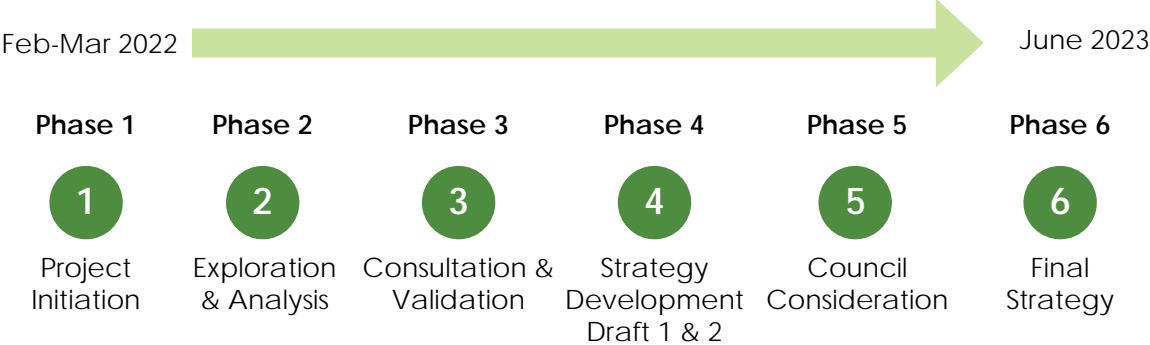 Feb-Mar 2022
June 2023
Phase 1
Phase 2
Phase 3
Phase 4
Phase 5
Phase 6
1
2
3
4
5
6
Project
Initiation
Exploration
& Analysis
Consultation &
Validation
Strategy
Development
Draft 1 & 2
Council
Consideration
Final
Strategy